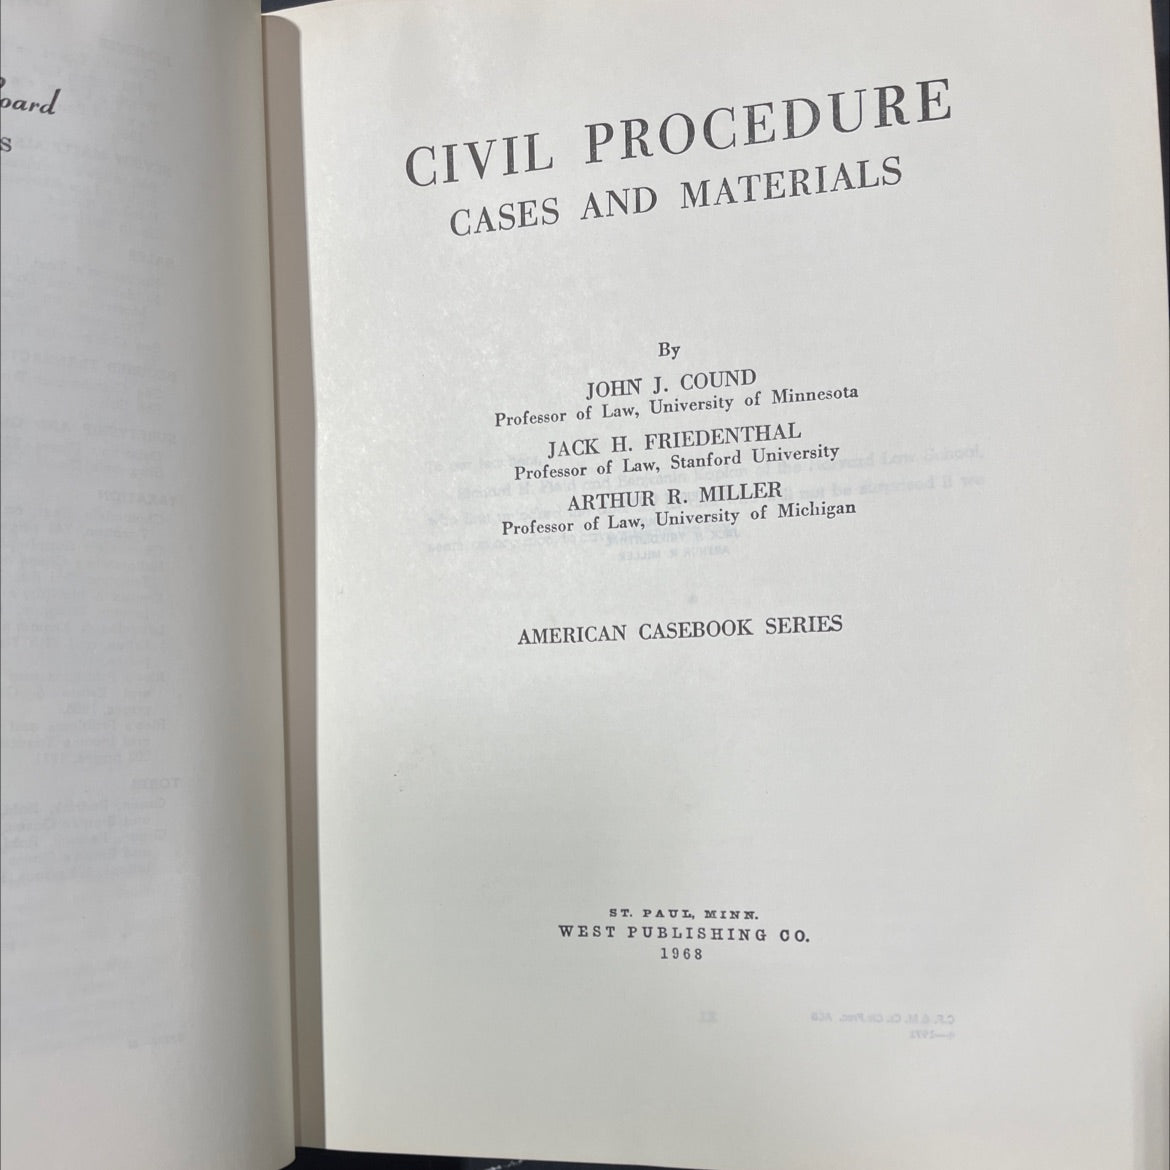 CIVIL PROCEDURE
CASES AND MATERIALS
By
JOHN J. COUND
Professor of Law, University of Minnesota
JACK H. FRIEDENTHAL
Professor of Law, Stanford University
ARTHUR R. MILLER
Professor of Law, University of Michigan
AMERICAN CASEBOOK SERIES
ST. PAUL, MINN.
WEST PUBLISHING CO.
1968